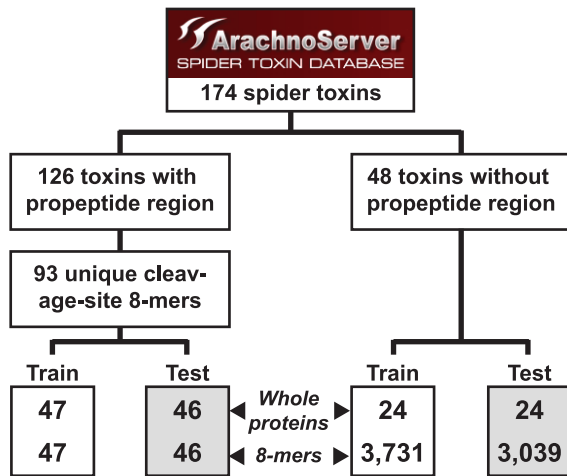 ArachnoServer
SPIDER TOXIN DATABASE
174 spider toxins
126 toxins with
propeptide region
48 toxins without
propeptide region
93 unique cleav-
age-site 8-mers
Train
Test
Whole
proteins
Train
Test
47
46
24
24
47
46
8-mers
3,731
3,039